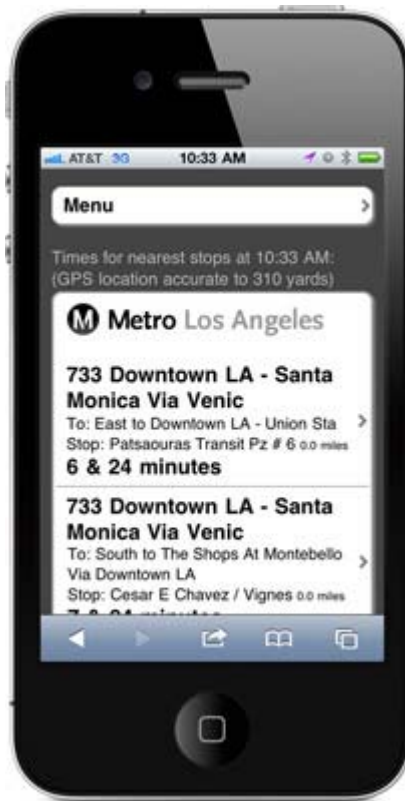 AT&T 3G 10:33 AM
Menu
Times for nearest stops at 10:33 AM:
(GPS location accurate to 310 yards)
M Metro Los Angeles
733 Downtown LA - Santa
Monica Via Venic
To: East to Downtown LA - Union Sta
Stop: Patsaouras Transit Pz # 6 0.0 miles
6 & 24 minutes
733 Downtown LA - Santa
Monica Via Venic
To: South to The Shops At Montebello
Via Downtown LA
Stop: Cesar E Chavez / Vignes 0.0 miles
7 & 24 minutes